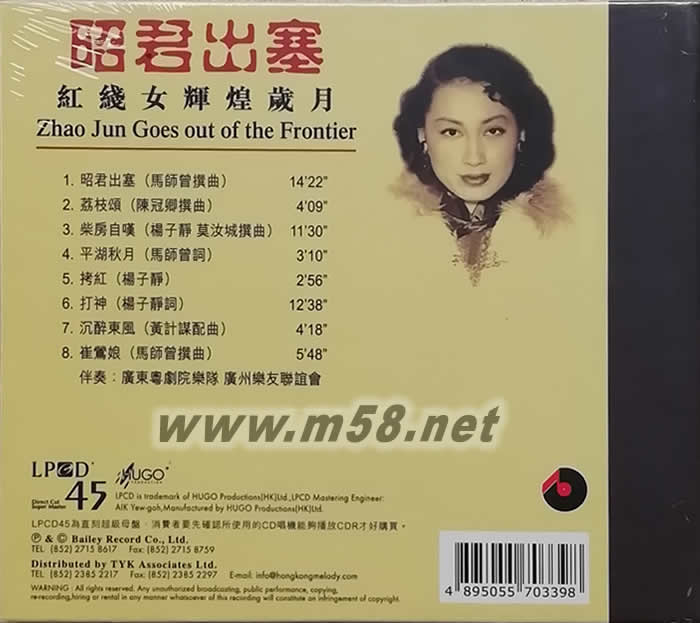 昭君出塞
紅綫女輝煌歲月
Zhao Jun Goes out of the Frontier
1. 昭君出塞（馬師曾撰曲） 14'22”
2. 荔枝頌（陳冠卿撰曲） 4'09”
3. 柴房自嘆（楊子靜 莫汝城撰曲） 11'30”
4. 平湖秋月（馬師曾詞） 3'10”
5. 拷紅（楊子靜） 2'56”
6. 打神（楊子靜詞） 12'38”
7. 沉醉東風（黃計謀配曲） 4'18”
8. 崔鶯娘（馬師曾撰曲） 5'48”
伴奏：廣東粵劇院樂隊 廣州樂友聯誼會
www.m58.net
LPCD 45
Direct Cut
Super Master
HUGO
PRODUCTION
LPCD is trademark of HUGO Productions(HK)Ltd.,LPCD Mastering Engineer:
AIK Yew-goh,Manufactured by HUGO Productions(HK)Ltd.
LPCD45為直刻超級母盤，消費者要先確認所使用的CD唱機能夠播放CDR才好購買。
℗ & © Bailey Record Co., Ltd.
TEL (852) 2715 8617 Fax: (852) 2715 8759
Distributed by TYK Associates Ltd.
TEL (852) 2385 2217 Fax: (852) 2385 2297 E-mail: info@hongkongmelody.com
WARNING : All rights reserved. Any unauthorized broadcasting, public performance, copying,
re-recording,hiring or rental in any manner whatsoever of this recording will constitute an infringement of copyright.
4 895055 703398